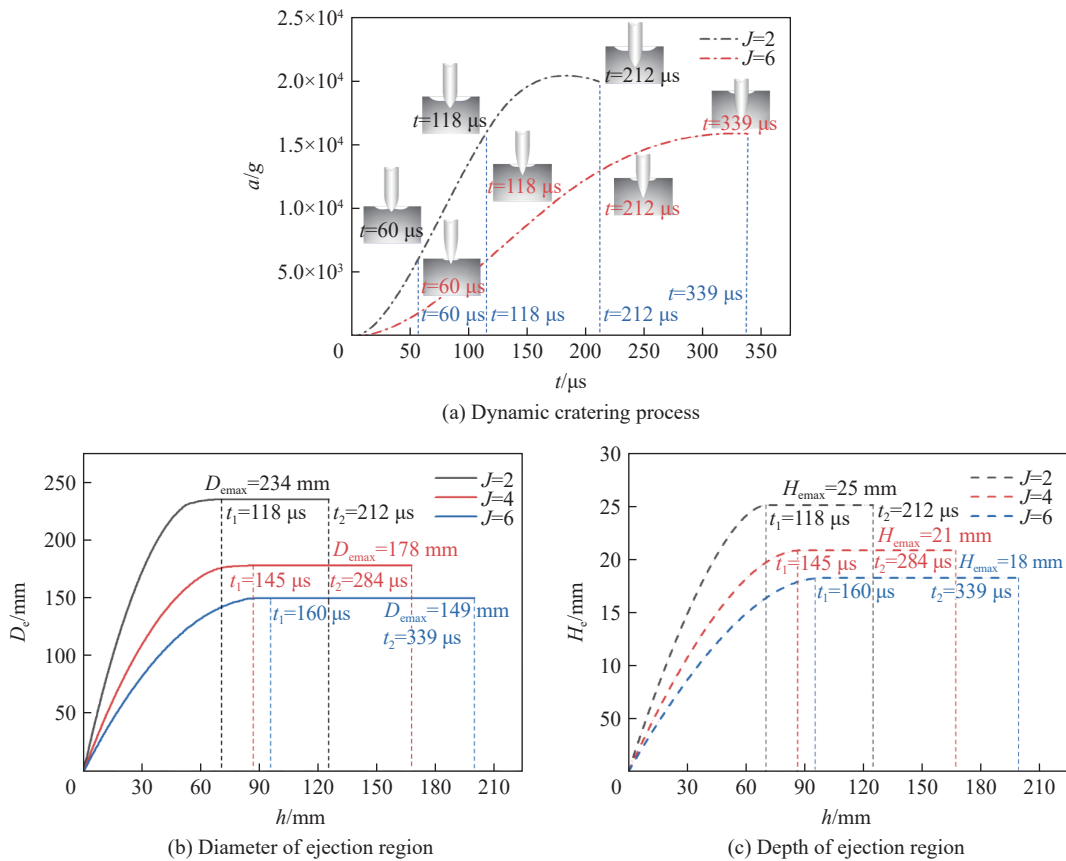 2.5×10⁴
2.0×10⁴
1.5×10⁴
1.0×10⁴
5.0×10³
a/g
J=2
J=6
t=212 μs
t=118 μs
t=339 μs
t=118 μs
t=212 μs
t=60 μs
t=60 μs
t=339 μs
t=60 μs
t=118 μs
t=212 μs
0 50 100 150 200 250 300 350
t/μs
(a) Dynamic cratering process
250
200
150
100
50
Dₑ/mm
J=2
J=4
J=6
Dₑₘₐₓ=234 mm
t₁=118 μs
t₂=212 μs
Dₑₘₐₓ=178 mm
t₁=145 μs
t₂=284 μs
Dₑₘₐₓ=149 mm
t₁=160 μs
t₂=339 μs
0 30 60 90 120 150 180 210
h/mm
(b) Diameter of ejection region
30
25
20
15
10
50
Hₑ/mm
J=2
J=4
J=6
Hₑₘₐₓ=25 mm
t₁=118 μs
t₂=212 μs
Hₑₘₐₓ=21 mm
t₁=145 μs
t₂=284 μs
Hₑₘₐₓ=18 mm
t₁=160 μs
t₂=339 μs
0 30 60 90 120 150 180 210
h/mm
(c) Depth of ejection region